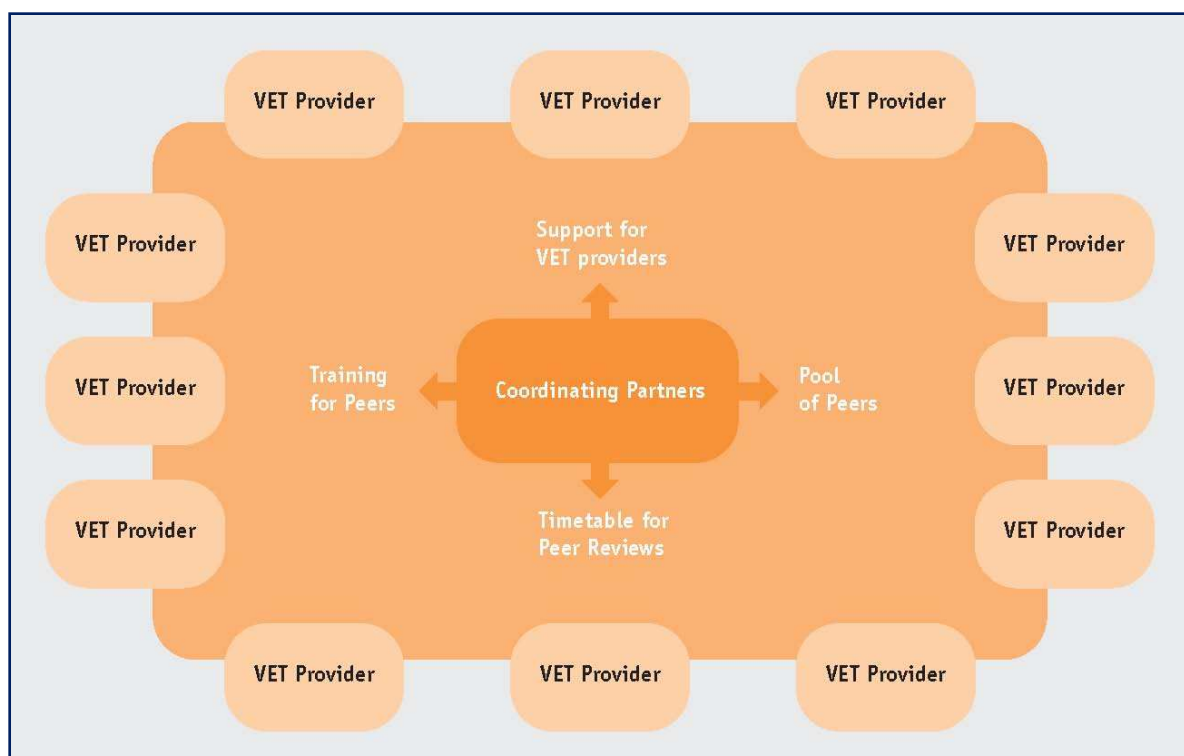 VET Provider
VET Provider
VET Provider
VET Provider
VET Provider
Support for
VET providers
Training
for Peers
Coordinating Partners
Pool
of Peers
VET Provider
VET Provider
Timetable for
Peer Reviews
VET Provider
VET Provider
VET Provider
VET Provider
VET Provider